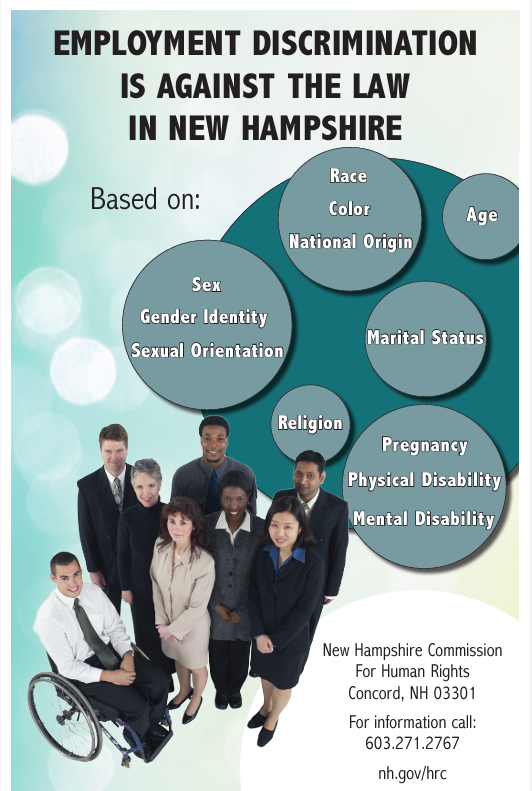 EMPLOYMENT DISCRIMINATION
IS AGAINST THE LAW
IN NEW HAMPSHIRE
Based on:
Race
Color
National Origin
Age
Sex
Gender Identity
Sexual Orientation
Marital Status
Religion
Pregnancy
Physical Disability
Mental Disability
New Hampshire Commission
For Human Rights
Concord, NH 03301
For information call:
603.271.2767
nh.gov/hrc